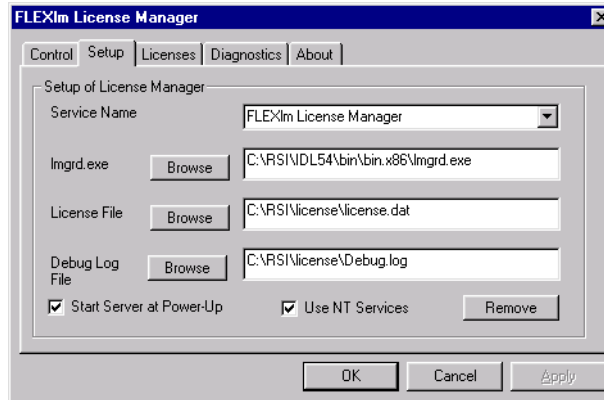 FLEXlm License Manager
Control Setup Licenses Diagnostics About
Setup of License Manager
Service Name FLEXlm License Manager
lmgrd.exe Browse C:\RSI\IDL54\bin\bin.x86\lmgrd.exe
License File Browse C:\RSI\license\license.dat
Debug Log File Browse C:\RSI\license\Debug.log
Start Server at Power-Up Use NT Services Remove
OK Cancel Apply